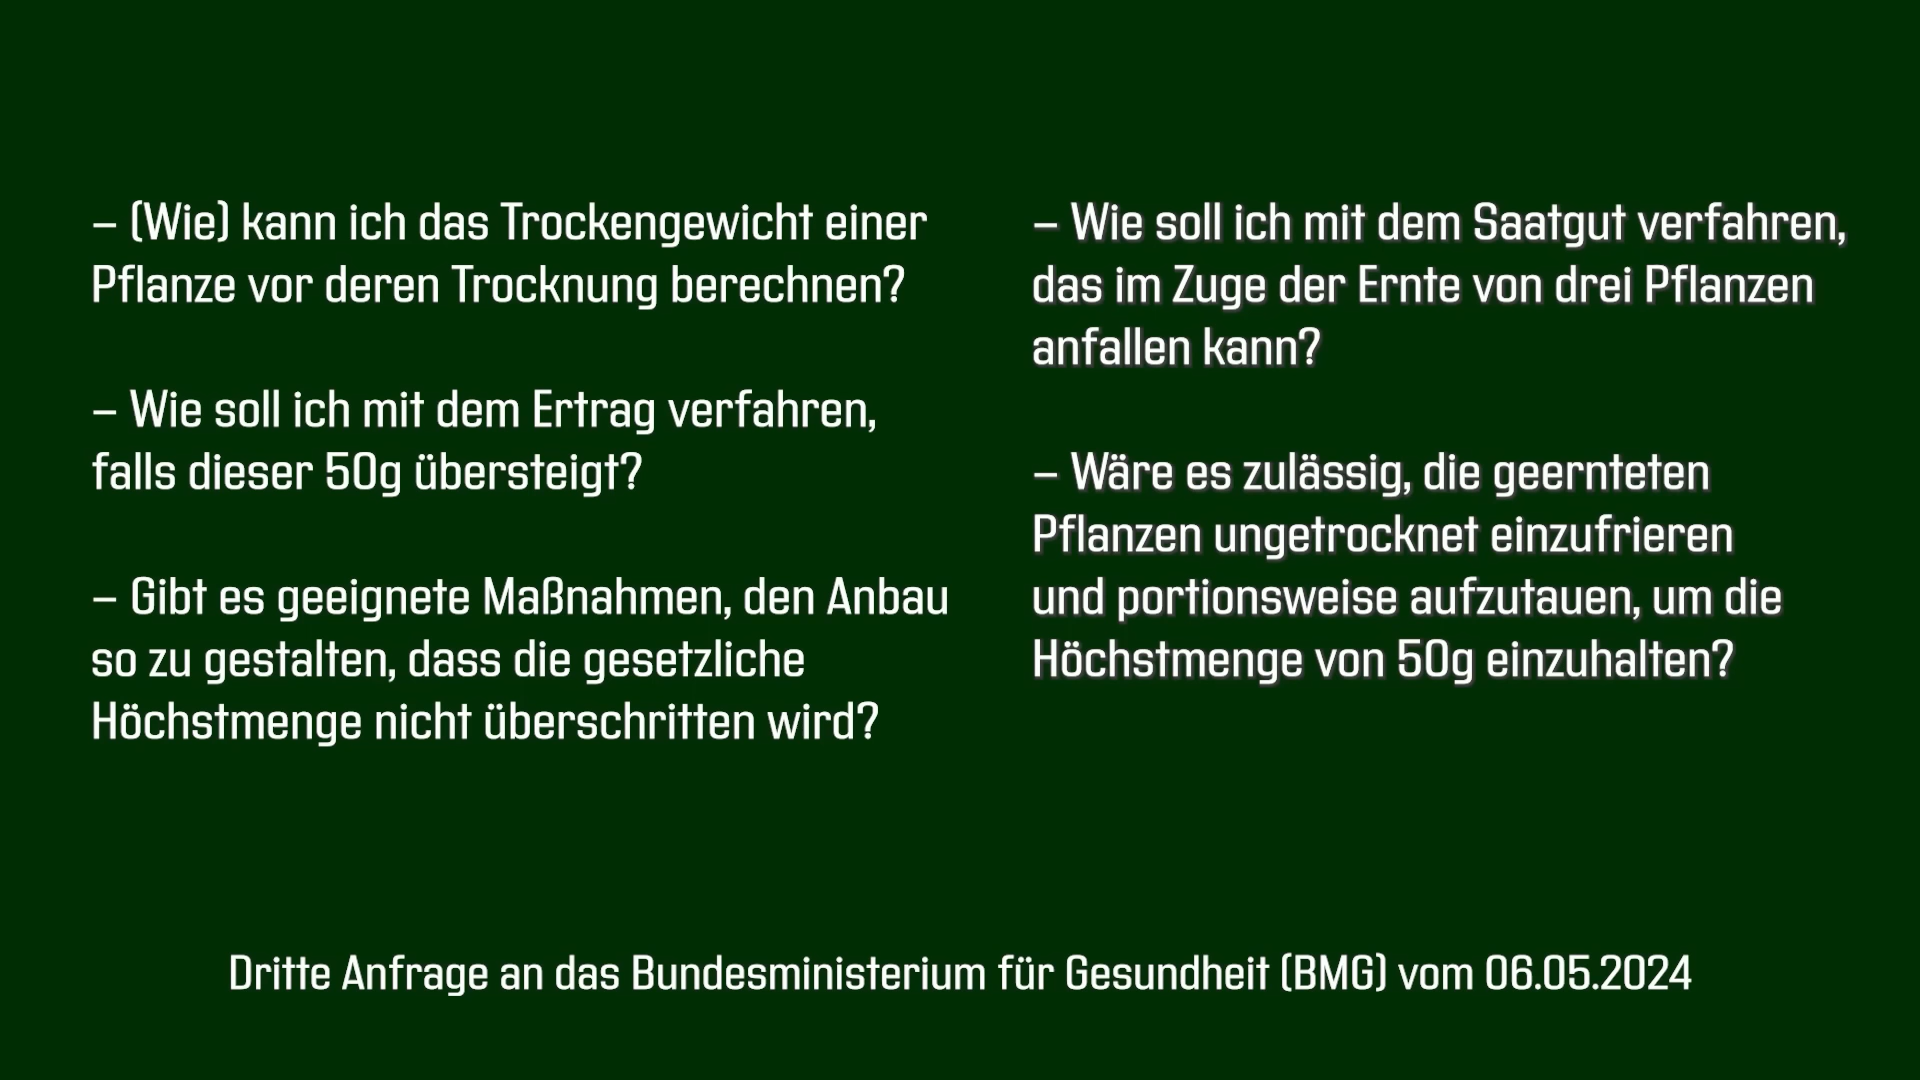 – (Wie) kann ich das Trockengewicht einer
Pflanze vor deren Trocknung berechnen?
– Wie soll ich mit dem Ertrag verfahren,
falls dieser 50g übersteigt?
– Gibt es geeignete Maßnahmen, den Anbau
so zu gestalten, dass die gesetzliche
Höchstmenge nicht überschritten wird?
– Wie soll ich mit dem Saatgut verfahren,
das im Zuge der Ernte von drei Pflanzen
anfallen kann?
– Wäre es zulässig, die geernteten
Pflanzen ungetrocknet einzufrieren
und portionsweise aufzutauen, um die
Höchstmenge von 50g einzuhalten?
Dritte Anfrage an das Bundesministerium für Gesundheit (BMG) vom 06.05.2024